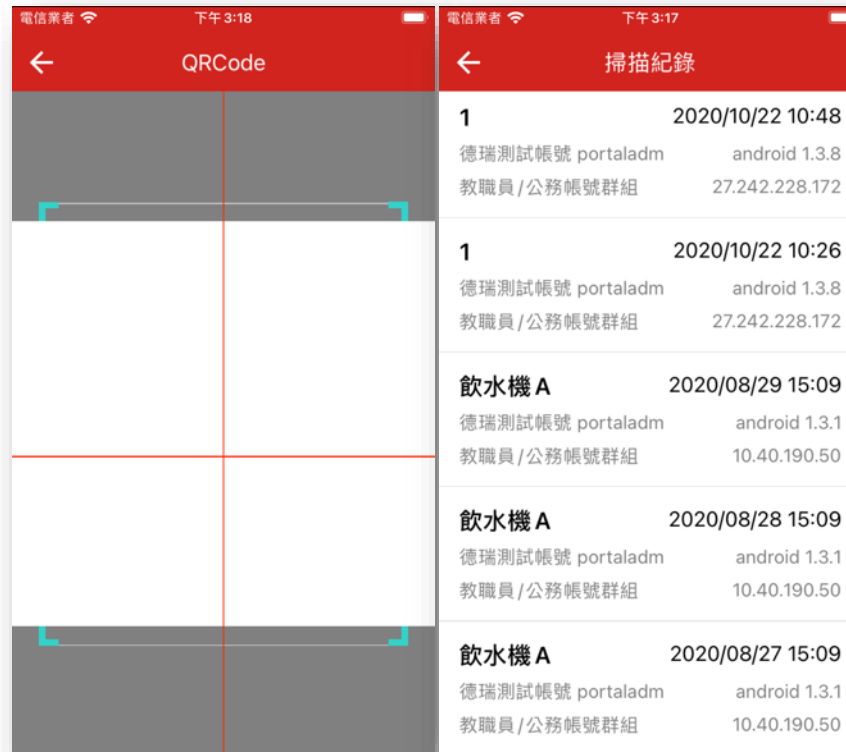 電信業者 下午3:18
QRCode
電信業者 下午3:17
掃描紀錄
1 2020/10/22 10:48
德瑞測試帳號 portaladm android 1.3.8
教職員/公務帳號群組 27.242.228.172
1 2020/10/22 10:26
德瑞測試帳號 portaladm android 1.3.8
教職員/公務帳號群組 27.242.228.172
飲水機A 2020/08/29 15:09
德瑞測試帳號 portaladm android 1.3.1
教職員/公務帳號群組 10.40.190.50
飲水機A 2020/08/28 15:09
德瑞測試帳號 portaladm android 1.3.1
教職員/公務帳號群組 10.40.190.50
飲水機A 2020/08/27 15:09
德瑞測試帳號 portaladm android 1.3.1
教職員/公務帳號群組 10.40.190.50